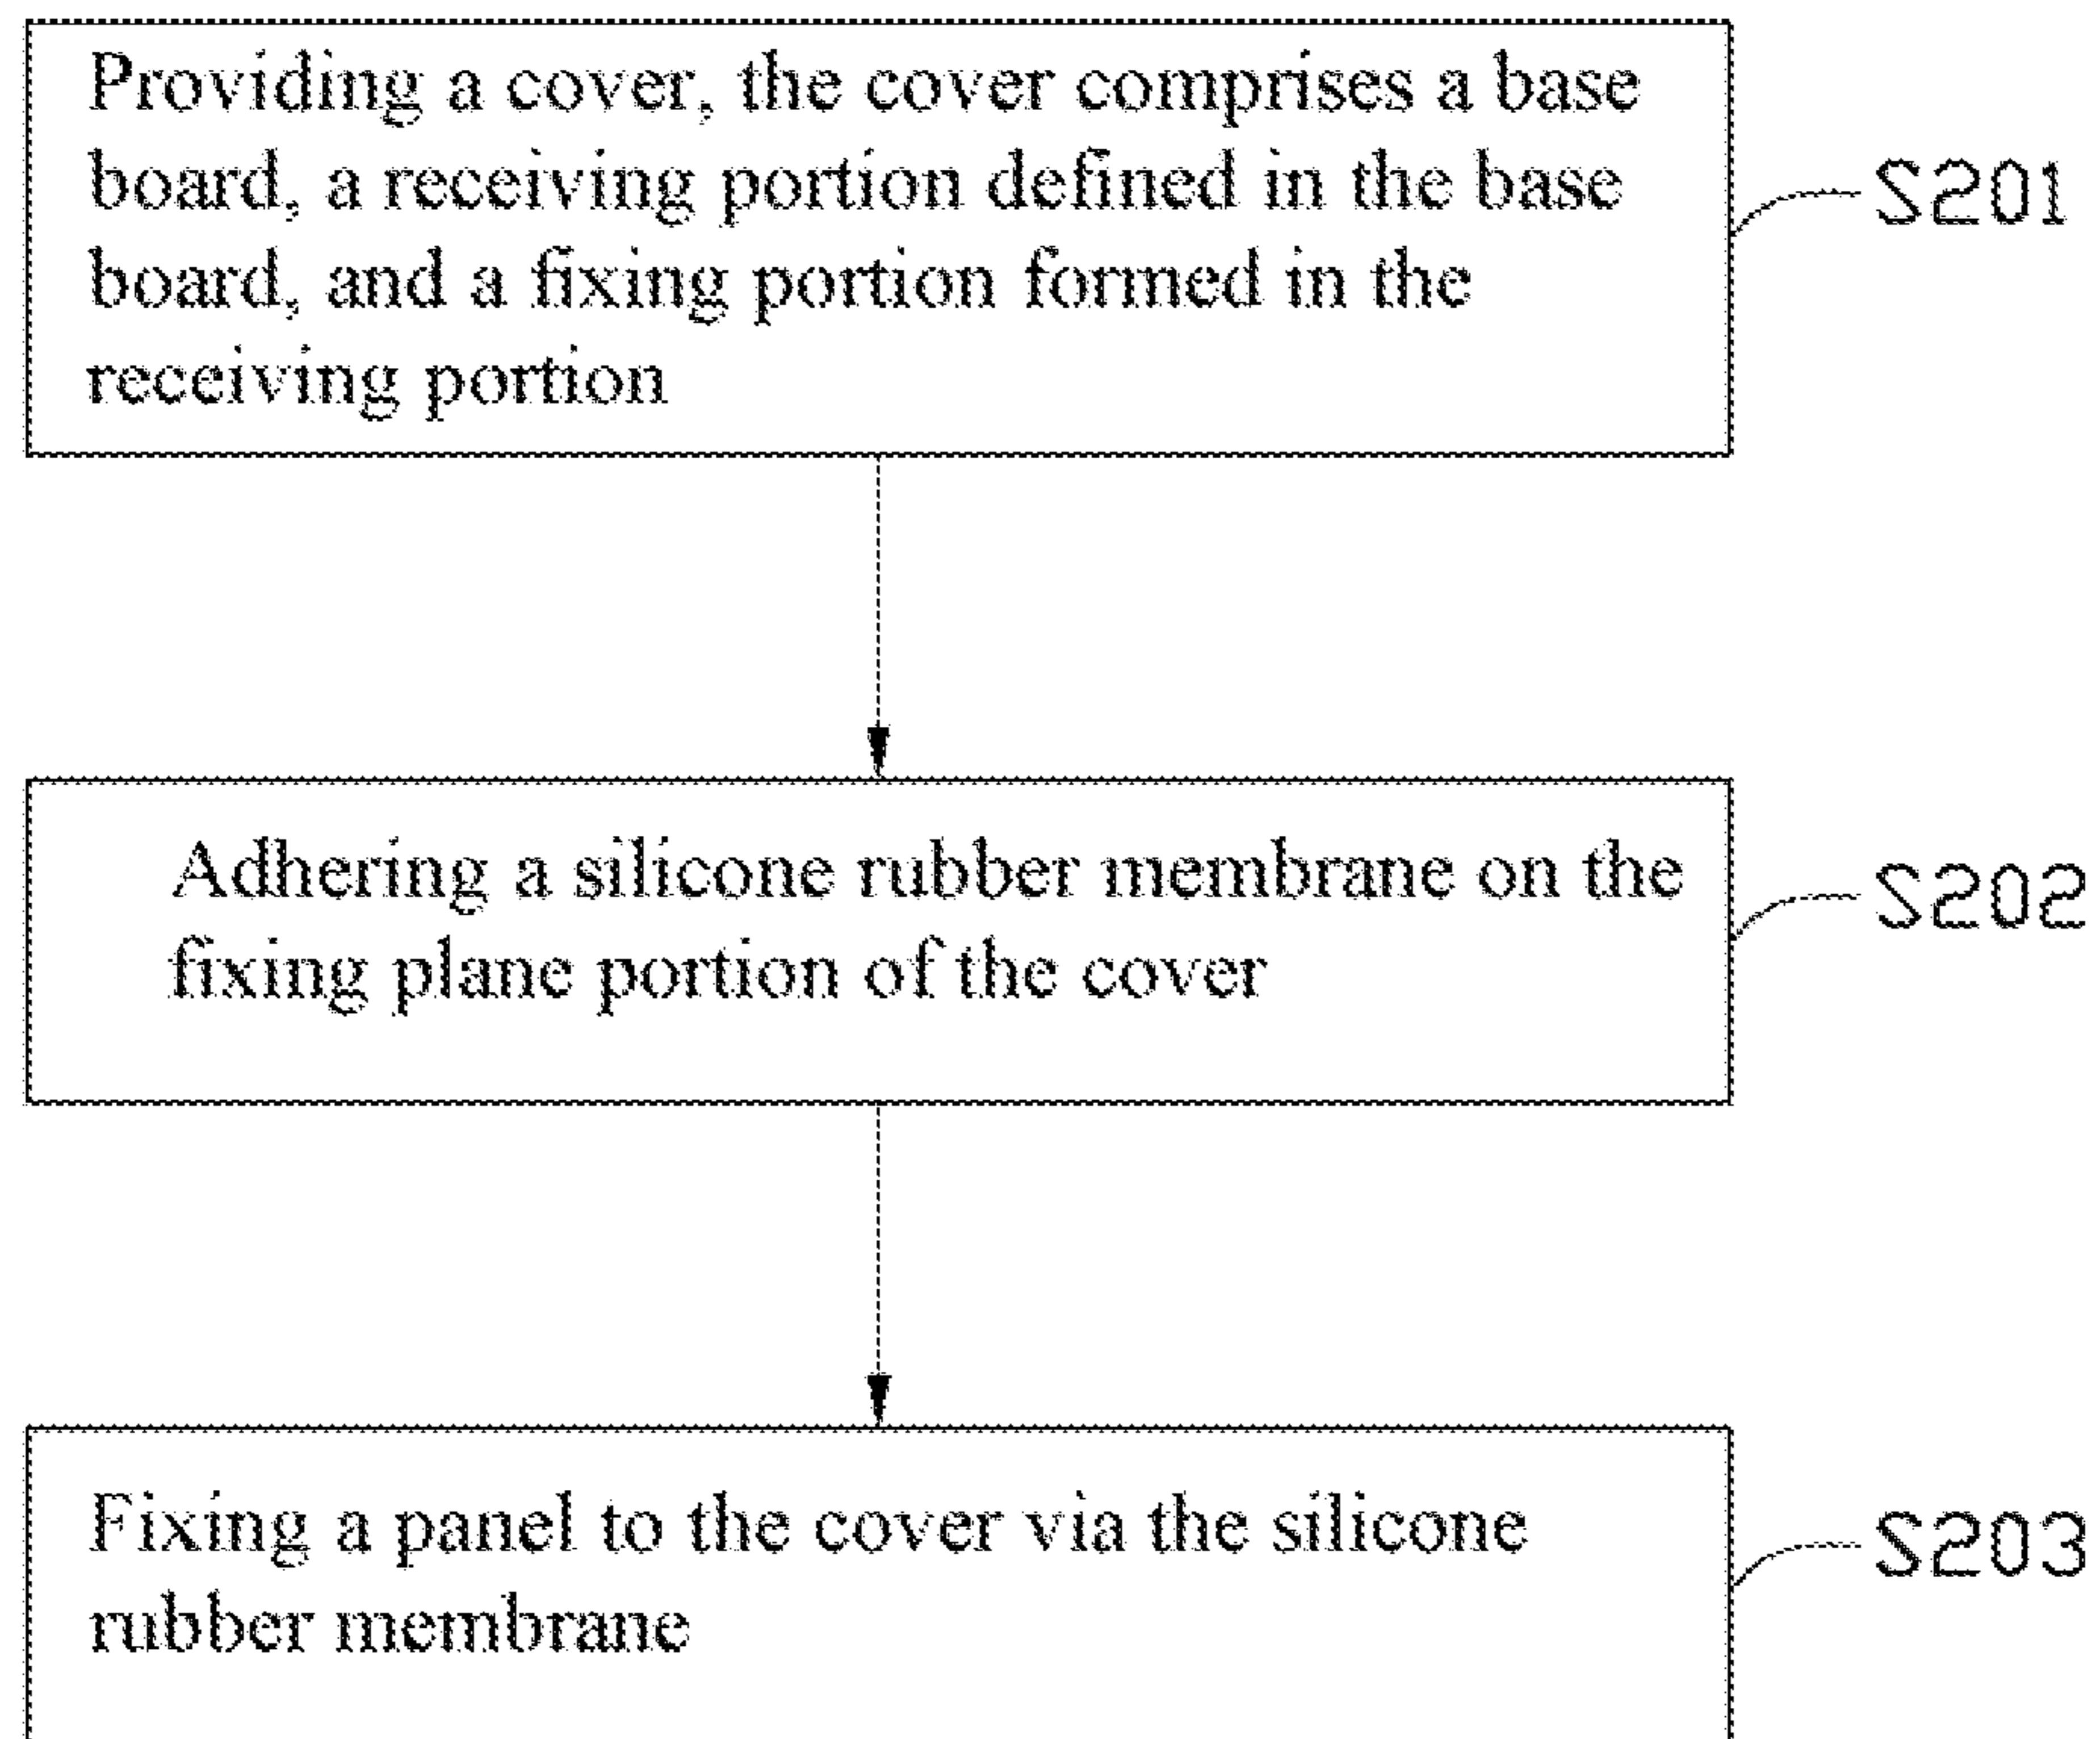 Providing a cover, the cover comprises a base
board, a receiving portion defined in the base
board, and a fixing portion formed in the
receiving portion
S201
Adhering a silicone rubber membrane on the
fixing plane portion of the cover
S202
Fixing a panel to the cover via the silicone
rubber membrane
S203